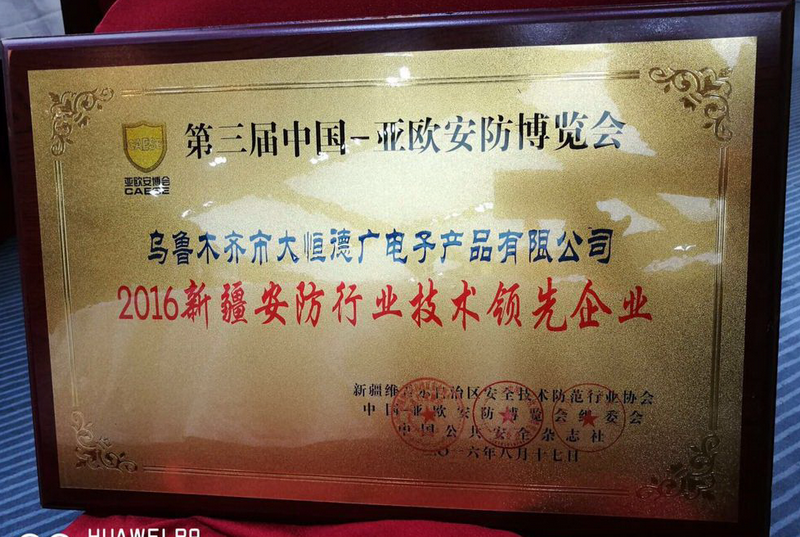 第三届中国-亚欧安防博览会
亚欧安博会
CAESE
乌鲁木齐市大恒德广电子产品有限公司
2016新疆安防行业技术领先企业
新疆维吾尔自治区安全技术防范行业协会
中国-亚欧安防博览会组委会
中国公共安全杂志社
二〇一六年八月十七日
HUAWEI P9